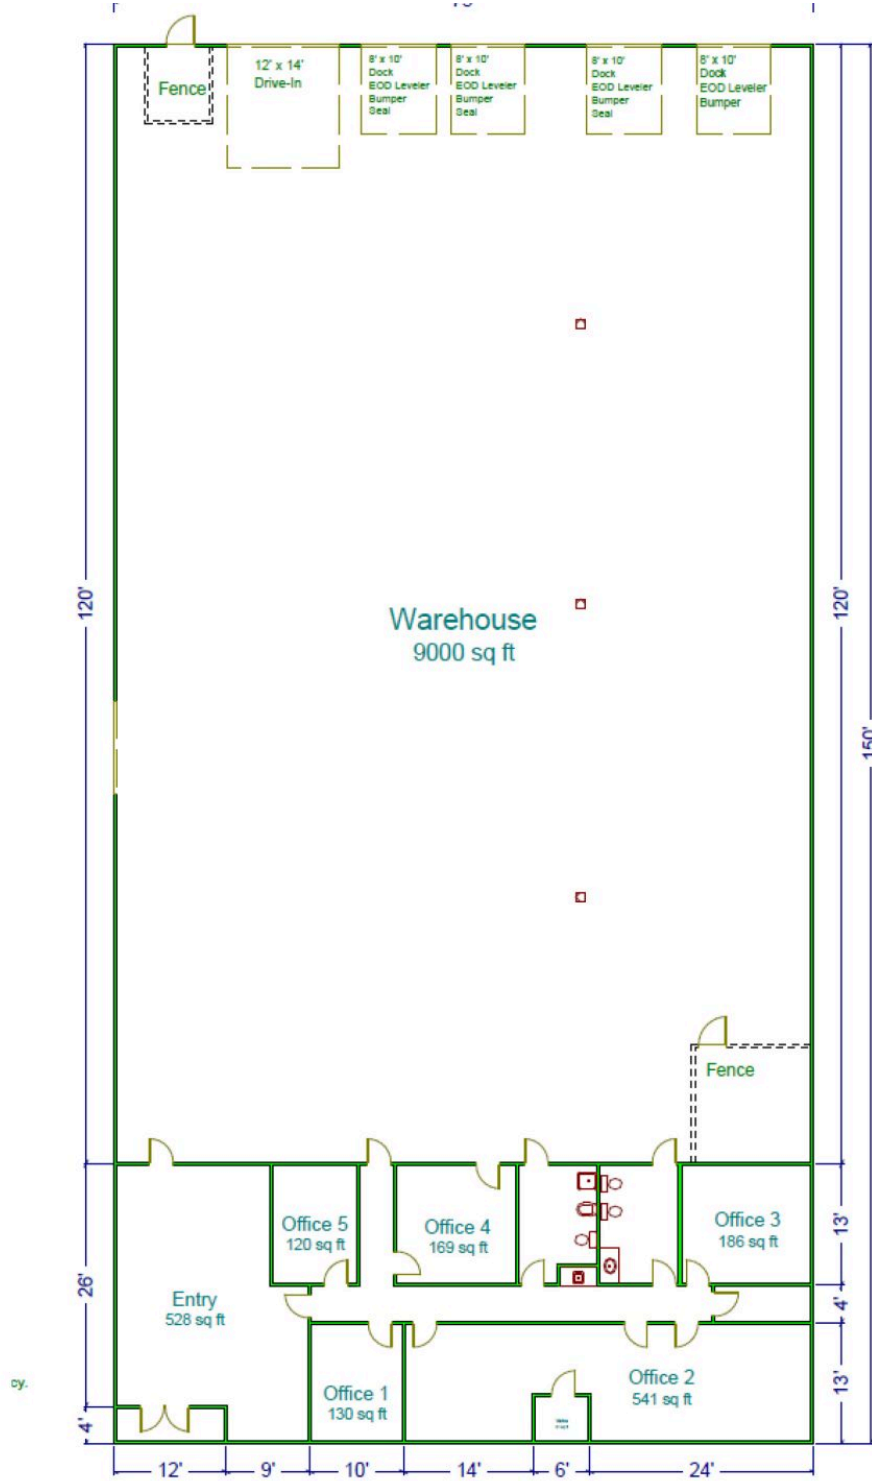 Fence
12' x 14'
Drive-In
8' x 10'
Dock
EOD Leveler
Bumper
Seal
8' x 10'
Dock
EOD Leveler
Bumper
Seal
8' x 10'
Dock
EOD Leveler
Bumper
Seal
8' x 10'
Dock
EOD Leveler
Bumper
120'
120'
150'
Warehouse
9000 sq ft
Fence
Office 5
120 sq ft
Office 4
169 sq ft
Office 3
186 sq ft
13'
26'
Entry
528 sq ft
4'
Office 1
130 sq ft
Office 2
541 sq ft
13'
cy.
4'
12'
9'
10'
14'
6'
24'